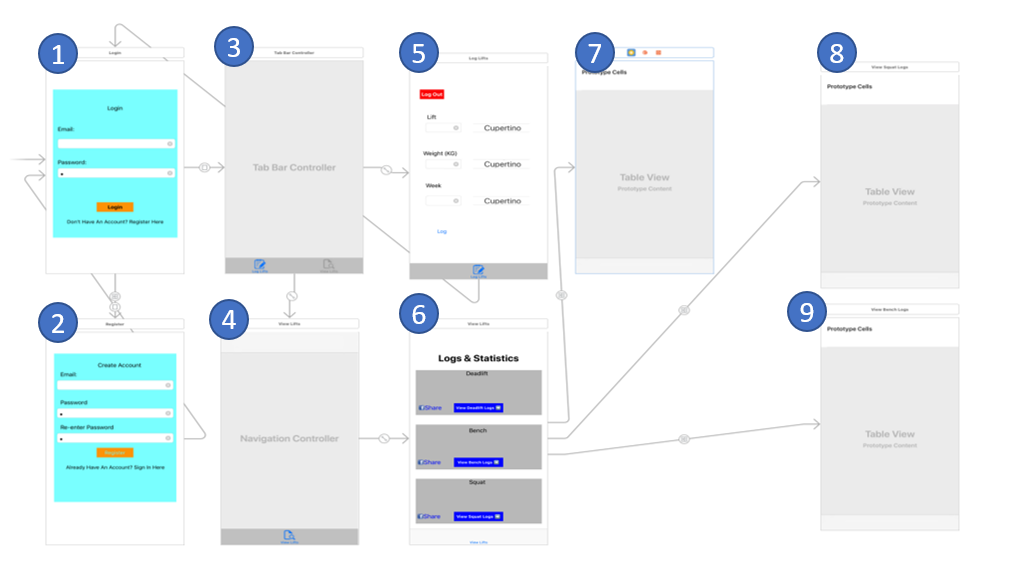 1
Login
Login
Email:
Password:
Login
Don't Have An Account? Register Here
2
Register
Create Account
Email:
Password
Re-enter Password
Register
Already Have An Account? Sign In Here
3
Tab Bar Controller
Tab Bar Controller
Log Lifts
View Lifts
4
View Lifts
Navigation Controller
View Lifts
5
Log Lifts
Log Out
Lift
Cupertino
Weight (KG)
Cupertino
Week
Cupertino
Log
Log Lifts
6
View Lifts
Logs & Statistics
Deadlift
Share
View Deadlift Logs
Bench
Share
View Bench Logs
Squat
Share
View Squat Logs
View Lifts
7
Prototype Cells
Table View
Prototype Content
8
View Squat Logs
Prototype Cells
Table View
Prototype Content
9
View Bench Logs
Prototype Cells
Table View
Prototype Content